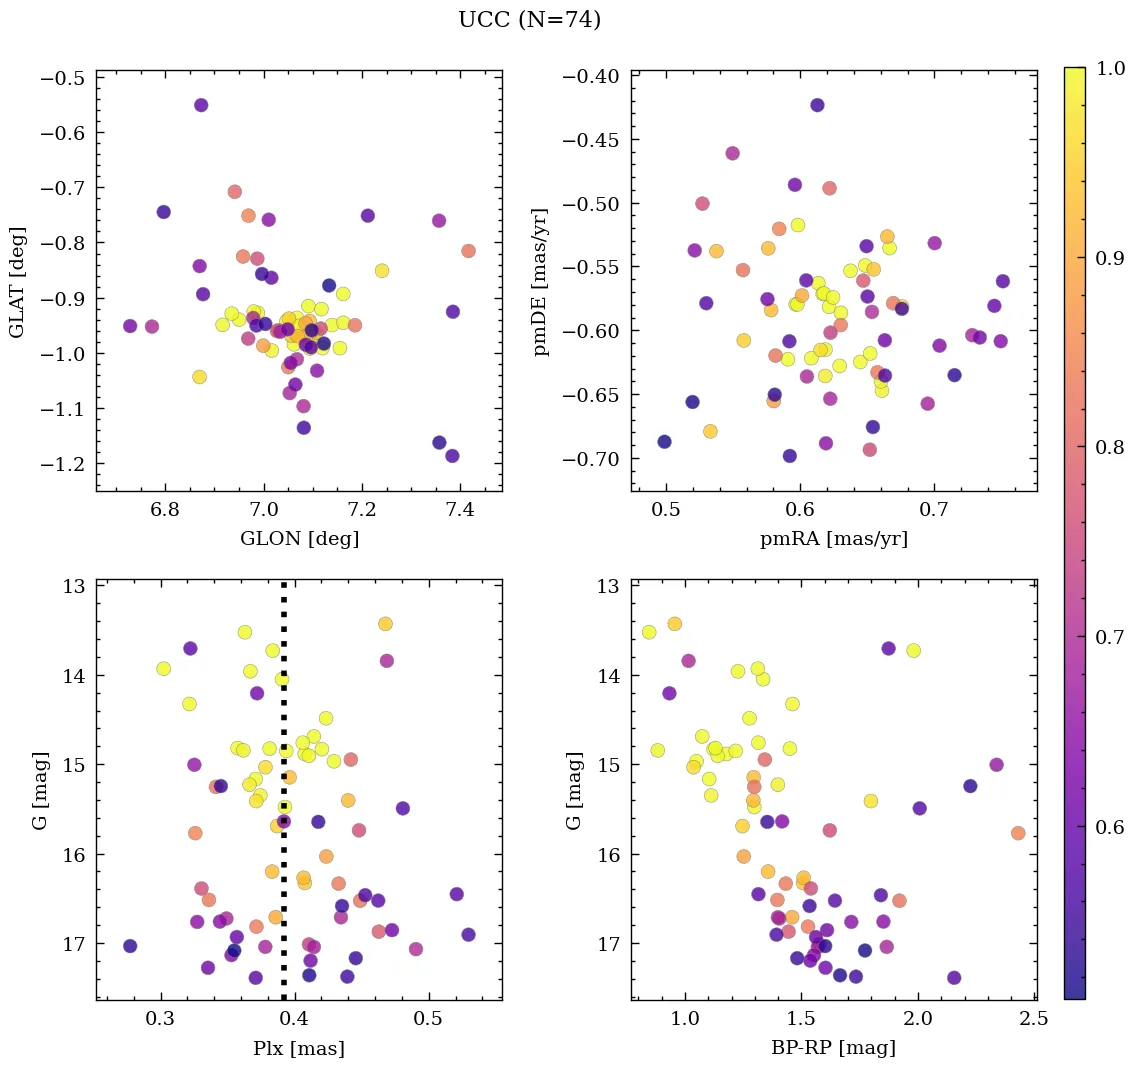 UCC (N=74)
−0.5
−0.6
−0.7
−0.8
−0.9
−1.0
−1.1
−1.2
GLAT [deg]
6.8 7.0 7.2 7.4
GLON [deg]
−0.40
−0.45
−0.50
−0.55
−0.60
−0.65
−0.70
pmDE [mas/yr]
0.5 0.6 0.7
pmRA [mas/yr]
13
14
15
16
17
G [mag]
0.3 0.4 0.5
Plx [mas]
13
14
15
16
17
G [mag]
1.0 1.5 2.0 2.5
BP-RP [mag]
1.0
0.9
0.8
0.7
0.6